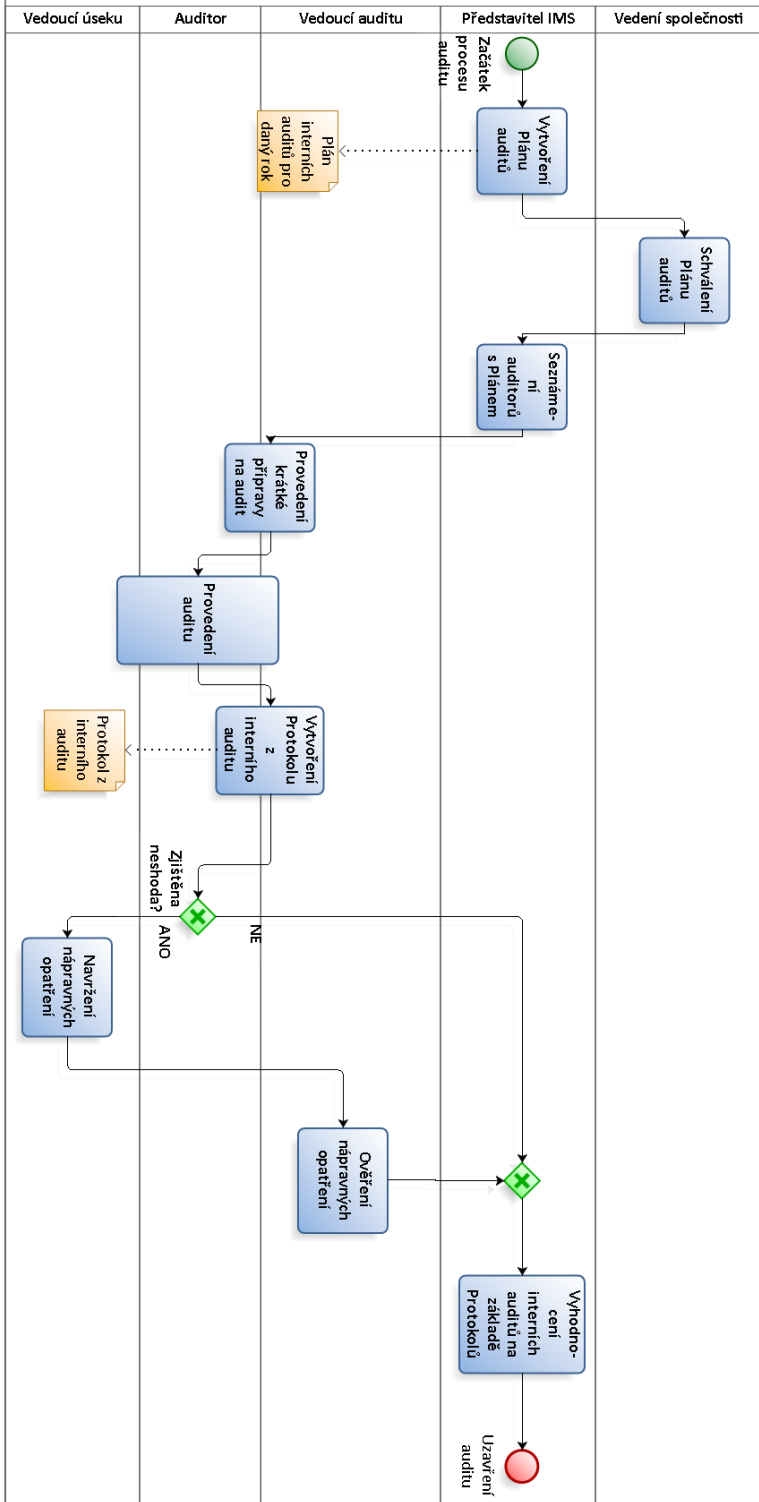 Vedoucí úseku
Auditor
Vedoucí auditu
Představitel IMS
Vedení společnosti
Začátek
procesu
auditu
Vytvoření
Plánu
auditů
Plán
interních
auditů pro
daný rok
Schválení
Plánu
auditů
Seznáme-
ní
auditorů
s Plánem
Provedení
krátké
přípravy
na audit
Provedení
auditu
Vytvoření
Protokolu
z
interního
auditu
Protokol z
interního
auditu
Zjištěna
neshoda?
ANO
NE
Navržení
nápravných
opatření
Ověření
nápravných
opatření
Vyhodno-
cení
interních
auditů na
základě
Protokolů
Uzavření
auditu